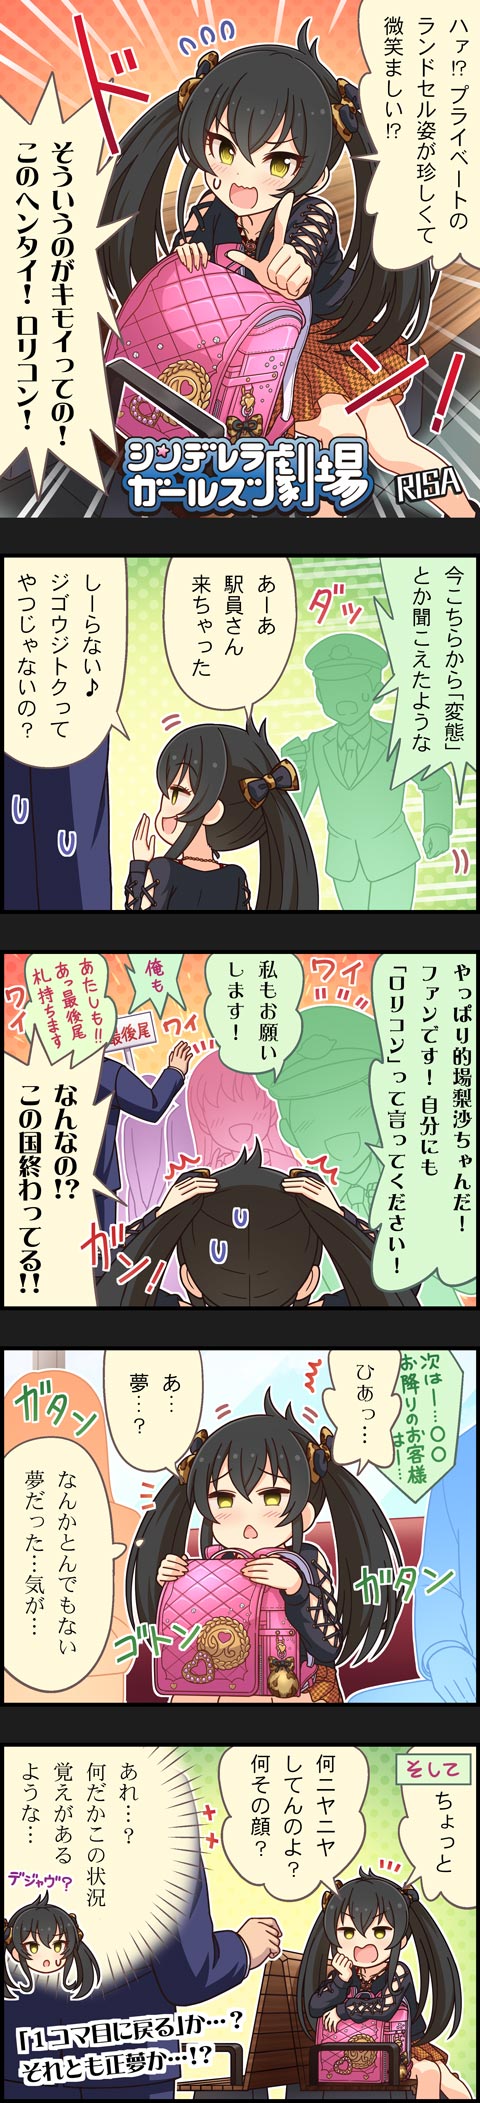 ハァ!?プライベートの
ランドセル姿が珍しくて
微笑ましい!?
ドン!
そういうのがキモイっての!
このヘンタイ!ロリコン!
シンデレラ
ガールズ劇場
RISA
今こちらから「変態」
とか聞こえたような
ダッ
あーあ
駅員さん
来ちゃった
しーらない♪
ジゴウジトクって
やつじゃないの?
やっぱり的場梨沙ちゃんだ!
ファンです!自分にも
「ロリコン」って言ってください!
ワイ
私もお願い
します!
ワイ
俺も
最後尾
あたしも!!
あっ最後尾
札持ちます
ワイ
なんなの!?
この国終わってる!!
ガン!
次はー…〇〇
お降りのお客様
はー…
ひあっ…
あ…
夢…?
ガタン
ガタン
ゴトン
なんかとんでもない
夢だった…気が…
そして
ちょっと
何ニヤニヤ
してんのよ?
何その顔?
あれ…?
何だかこの状況
覚えがある
ような…
デジャヴ?
「1コマ目に戻る」か…?
それとも正夢か…!?